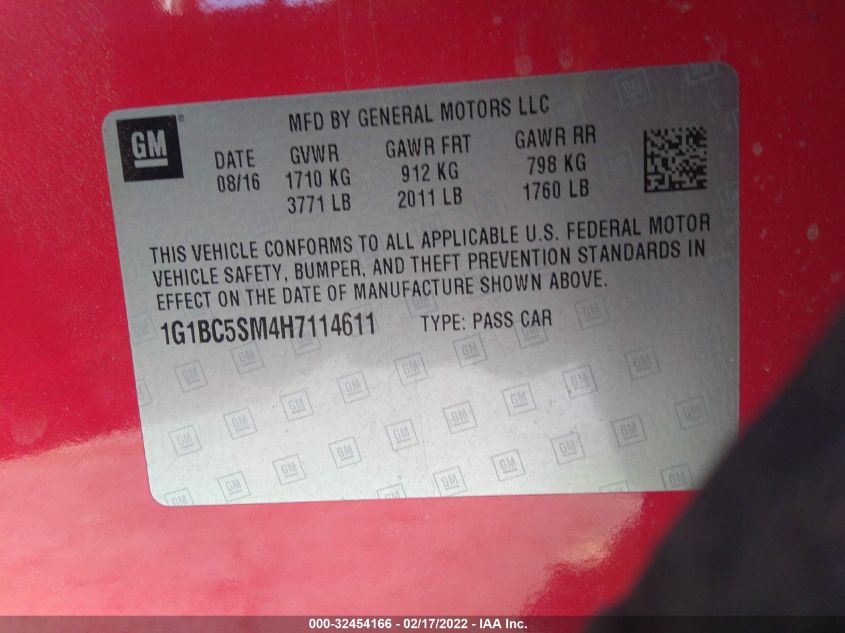 GM®
MFD BY GENERAL MOTORS LLC
DATE GVWR GAWR FRT GAWR RR
08/16 1710 KG 912 KG 798 KG
3771 LB 2011 LB 1760 LB
THIS VEHICLE CONFORMS TO ALL APPLICABLE U.S. FEDERAL MOTOR
VEHICLE SAFETY, BUMPER, AND THEFT PREVENTION STANDARDS IN
EFFECT ON THE DATE OF MANUFACTURE SHOWN ABOVE.
1G1BC5SM4H7114611 TYPE: PASS CAR
000-32454166 - 02/17/2022 - IAA Inc.